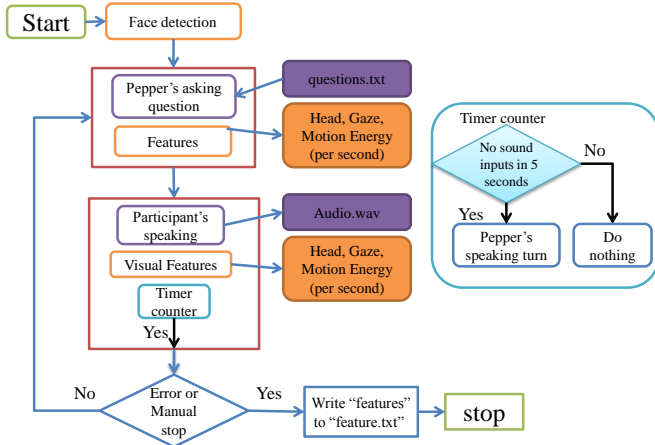 Start
Face detection
Pepper's asking
question
questions.txt
Features
Head, Gaze,
Motion Energy
(per second)
Participant's
speaking
Audio.wav
Visual Features
Head, Gaze,
Motion Energy
(per second)
Timer
counter
Yes
No
Error or
Manual
stop
Yes
Write “features”
to “feature.txt”
stop
Timer counter
No sound
inputs in 5
seconds
No
Yes
Pepper's
speaking turn
Do
nothing